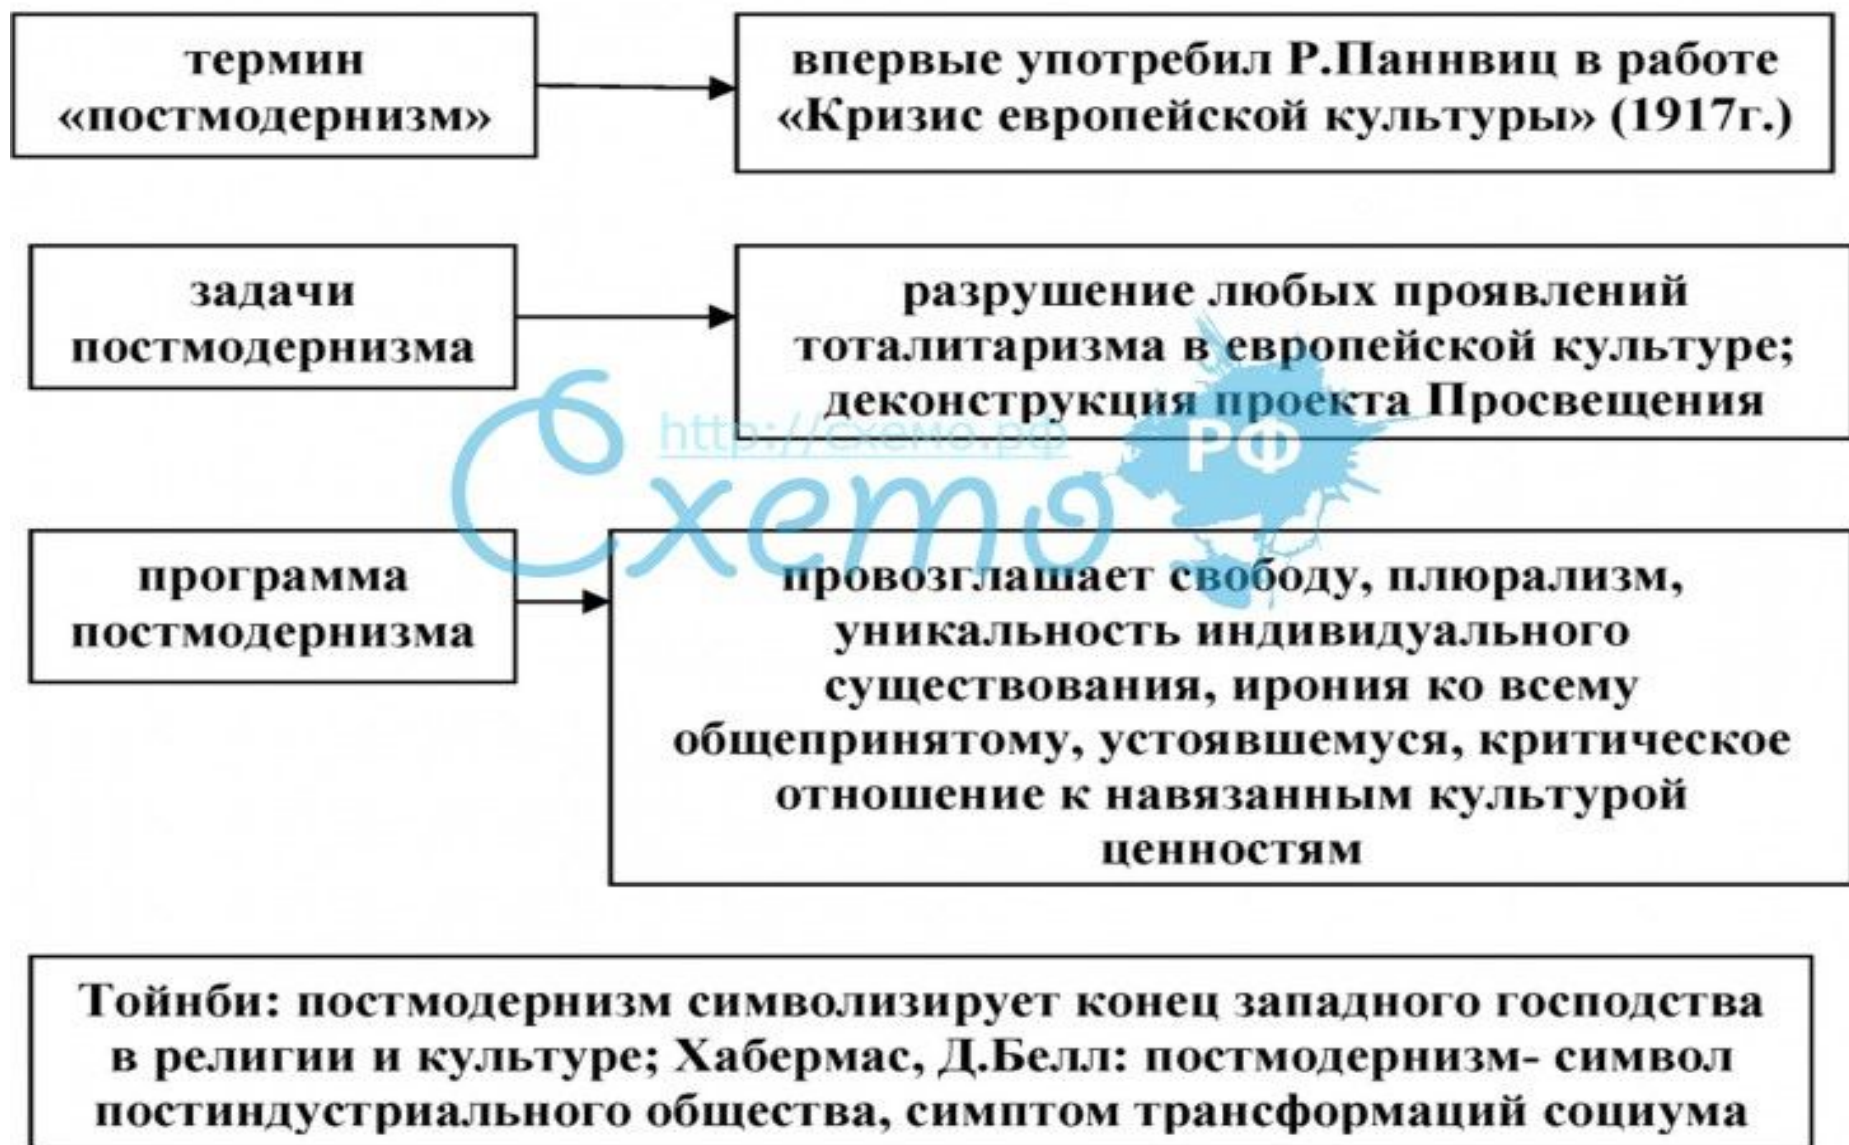 термин
«постмодернизм»
впервые употребил Р.Паннвиц в работе
«Кризис европейской культуры» (1917г.)
задачи
постмодернизма
разрушение любых проявлений
тоталитаризма в европейской культуре;
деконструкция проекта Просвещения
http://схемо.рф
Схемо
РФ
программа
постмодернизма
провозглашает свободу, плюрализм,
уникальность индивидуального
существования, ирония ко всему
общепринятому, устоявшемуся, критическое
отношение к навязанным культурой
ценностям
Тойнби: постмодернизм символизирует конец западного господства
в религии и культуре; Хабермас, Д.Белл: постмодернизм- символ
постиндустриального общества, симптом трансформаций социума